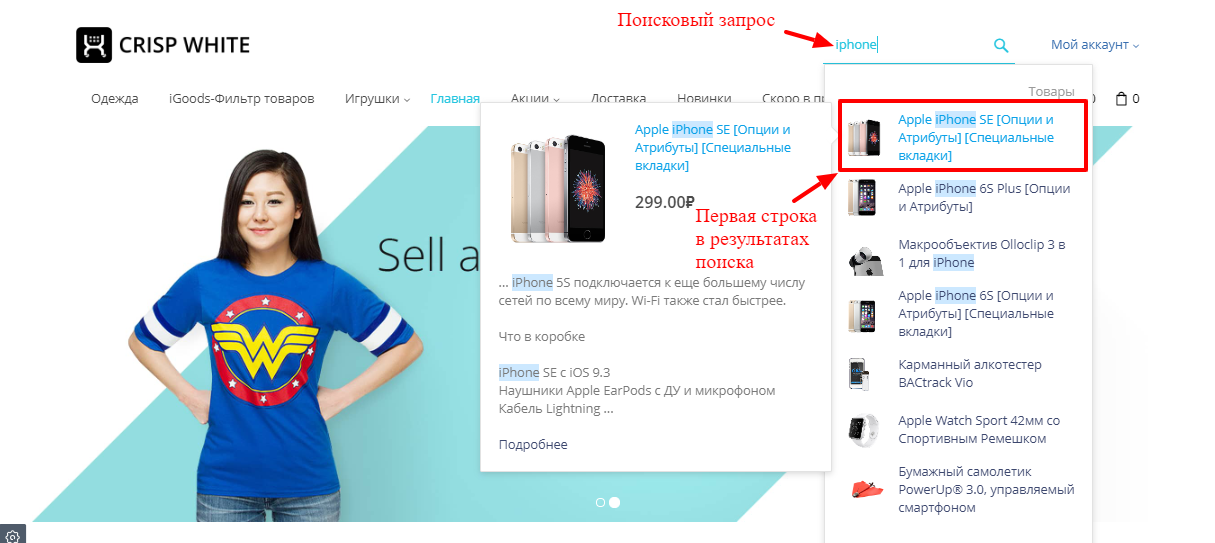 Поисковый запрос
CRISP WHITE
iphone
Мой аккаунт
Одежда
iGoods-Фильтр товаров
Игрушки
Главная
Акции
Доставка
Новинки
Скоро в
0
Товары
Apple iPhone SE [Опции и
Атрибуты] [Специальные
вкладки]
299.00₽
Первая строка
в результатах
поиска
... iPhone 5S подключается к еще большему числу
сетей по всему миру. Wi-Fi также стал быстрее.
Что в коробке
iPhone SE с iOS 9.3
Наушники Apple EarPods с ДУ и микрофоном
Кабель Lightning ...
Подробнее
Apple iPhone SE [Опции и
Атрибуты] [Специальные
вкладки]
Apple iPhone 6S Plus [Опции
и Атрибуты]
Макрообъектив Olloclip 3 в
1 для iPhone
Apple iPhone 6S [Опции и
Атрибуты] [Специальные
вкладки]
Карманный алкотестер
BACtrack Vio
Apple Watch Sport 42мм со
Спортивным Ремешком
Бумажный самолетик
PowerUp® 3.0, управляемый
смартфоном
Sell a